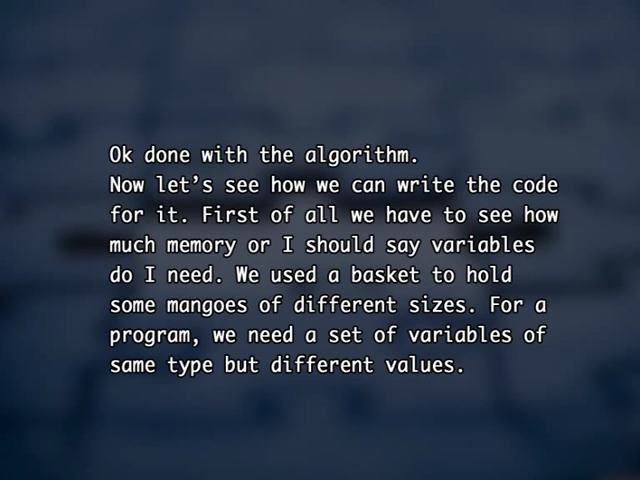 Ok done with the algorithm.
Now let’s see how we can write the code
for it. First of all we have to see how
much memory or I should say variables
do I need. We used a basket to hold
some mangoes of different sizes. For a
program, we need a set of variables of
same type but different values.